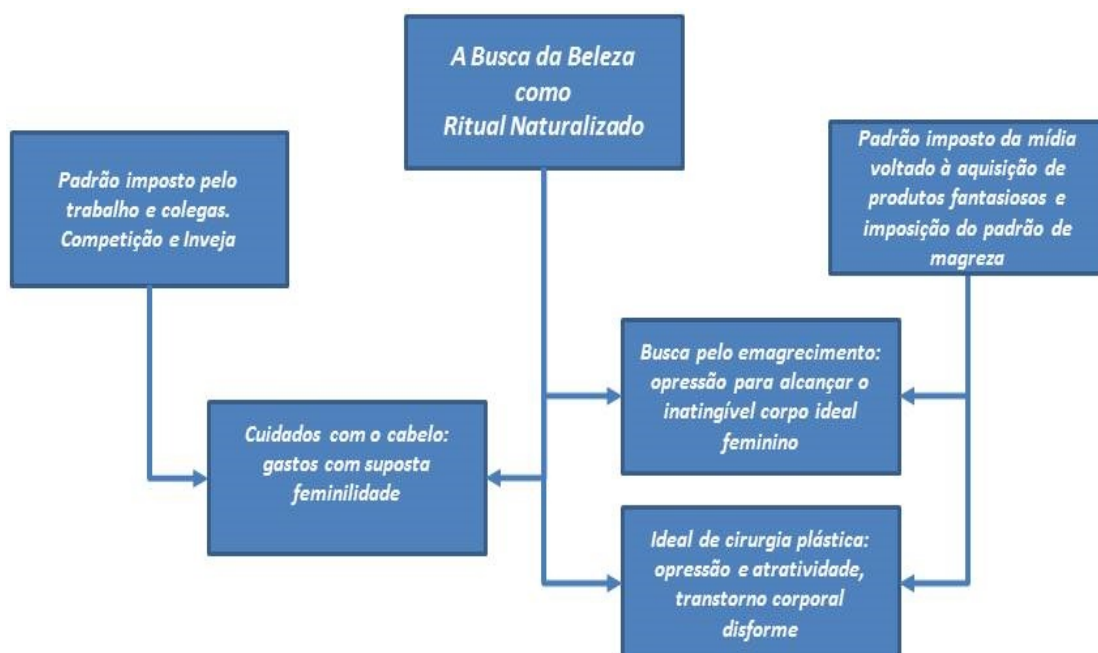 A Busca da Beleza
como
Ritual Naturalizado
Padrão imposto pelo
trabalho e colegas.
Competição e Inveja
Padrão imposto da mídia
voltado à aquisição de
produtos fantasiosos e
imposição do padrão de
magreza
Busca pelo emagrecimento:
opressão para alcançar o
inatingível corpo ideal
feminino
Cuidados com o cabelo:
gastos com suposta
feminilidade
Ideal de cirurgia plástica:
opressão e atratividade,
transtorno corporal
disforme